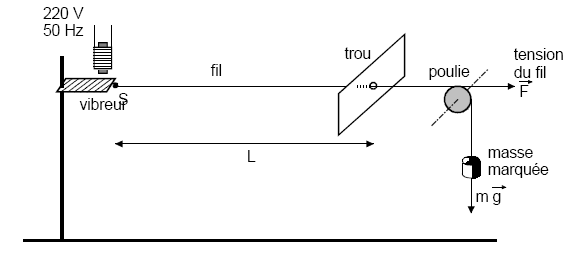 220 V
50 Hz
fil
trou
poulie
tension
du fil
F
vibreur
S
L
masse
marquée
m g